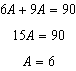 6A + 9A = 90
15A = 90
A = 6